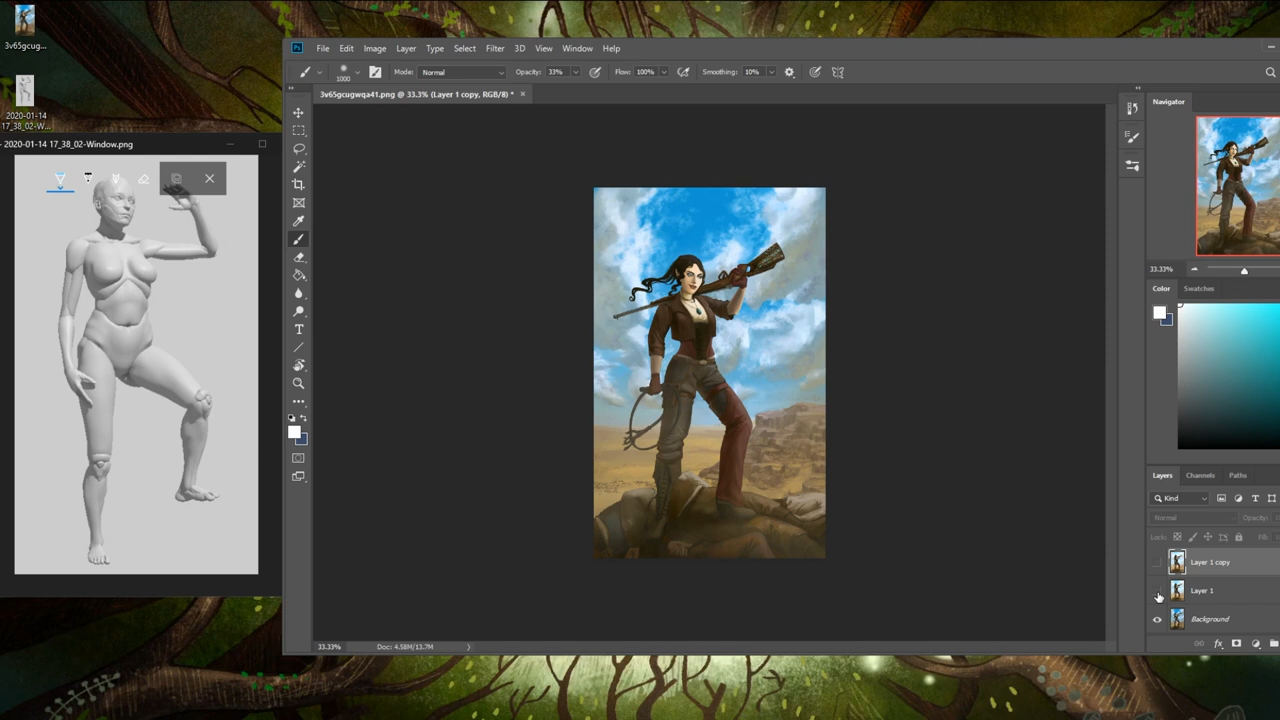 3v65gcug...
2020-01-14
17_38_02-W...
- 2020-01-14 17_38_02-Window.png
Ps
File Edit Image Layer Type Select Filter 3D View Window Help
1000 Mode: Normal Opacity: 33% Flow: 100% Smoothing: 10%
3v65gcugwqa41.png @ 33.3% (Layer 1 copy, RGB/8) *
Navigator
33.33%
Color Swatches
Layers Channels Paths
Kind
Normal Opacity:
Lock: Fill:
Layer 1 copy
Layer 1
Background
fx
33.33% Doc: 4.58M/13.7M